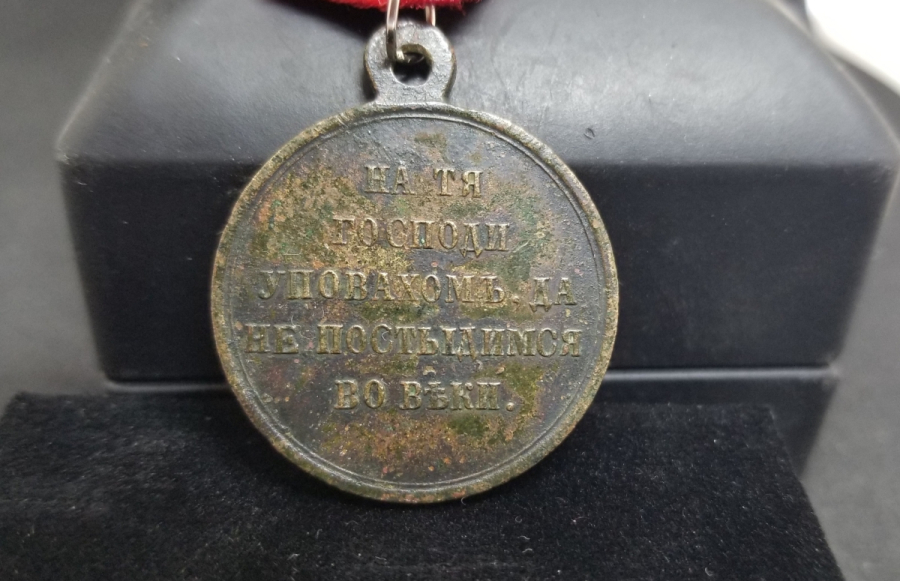 НА ТЯ
ГОСПОДИ
УПОВАХОМЪ. ДА
НЕ ПОСТЫДИМСЯ
ВО ВѢКИ.